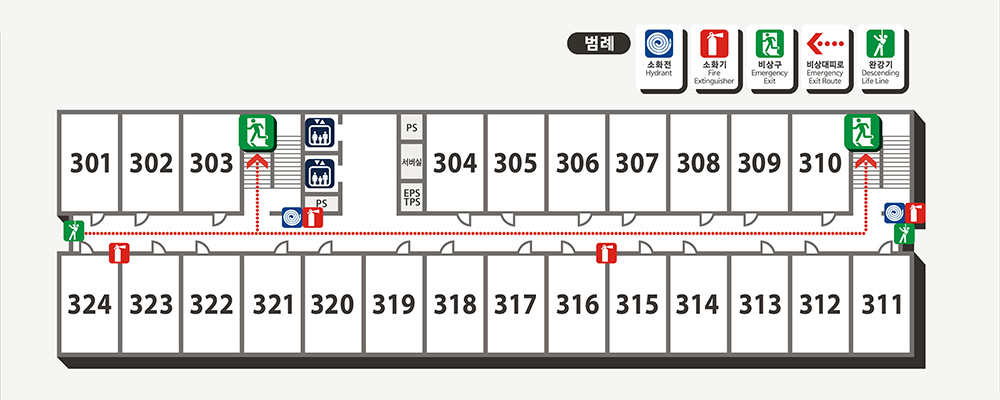 범례
소화전
Hydrant
소화기
Fire
Extinguisher
비상구
Emergency
Exit
비상대피로
Emergency
Exit Route
완강기
Descending
Life Line
301
302
303
PS
PS
서버실
EPS
TPS
304
305
306
307
308
309
310
324
323
322
321
320
319
318
317
316
315
314
313
312
311